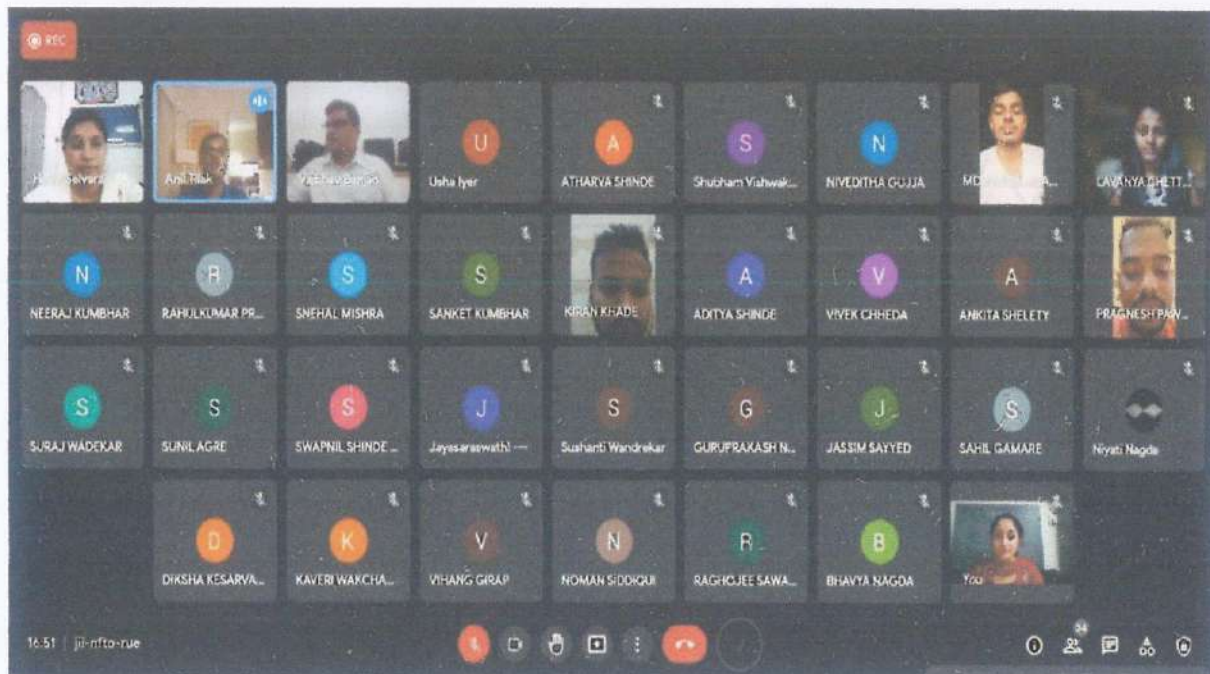 REC
Selvara
Anil Tilak
U
Usha Iyer
A
ATHARVA SHINDE
S
Shubham Vishwak...
N
NIVEDITHA GUJJA
LAVANYA CHETT...
N
NEERAJ KUMBHAR
R
RAHULKUMAR PR...
S
SNEHAL MISHRA
S
SANKET KUMBHAR
KIRAN KHADE
A
ADITYA SHINDE
V
VIVEK CHHEDA
A
ANKITA SHELETY
PRAGNESH PAW...
S
SURAJ WADEKAR
S
SUNIL AGRE
S
SWAPNIL SHINDE ...
J
Jayasaraswathi ---
S
Sushanti Wandrekar
G
GURUPRAKASH N...
J
JASSIM SAYYED
S
SAHIL GAMARE
Niyati Nagda
D
DIKSHA KESARVA...
K
KAVERI WAKCHA...
V
VIHANG GIRAP
N
NOMAN SIDDIQUI
R
RAGHOJEE SAWA...
B
BHAVYA NAGDA
You
16:51 | jii-nfto-rue
34